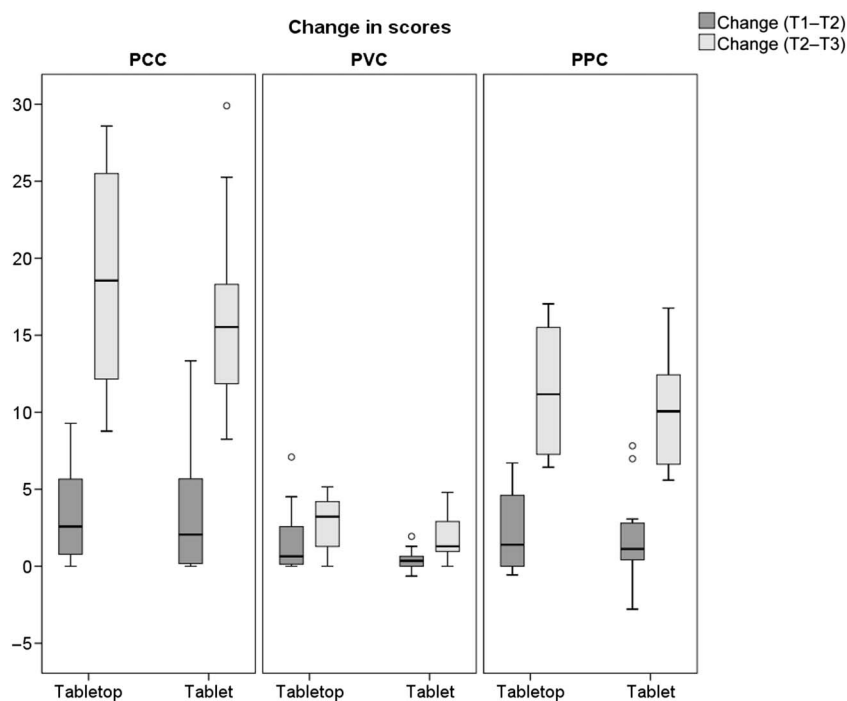 Change in scores
Change (T1–T2)
Change (T2–T3)
PCC PVC PPC
30
25
20
15
10
5
0
–5
Tabletop Tablet Tabletop Tablet Tabletop Tablet